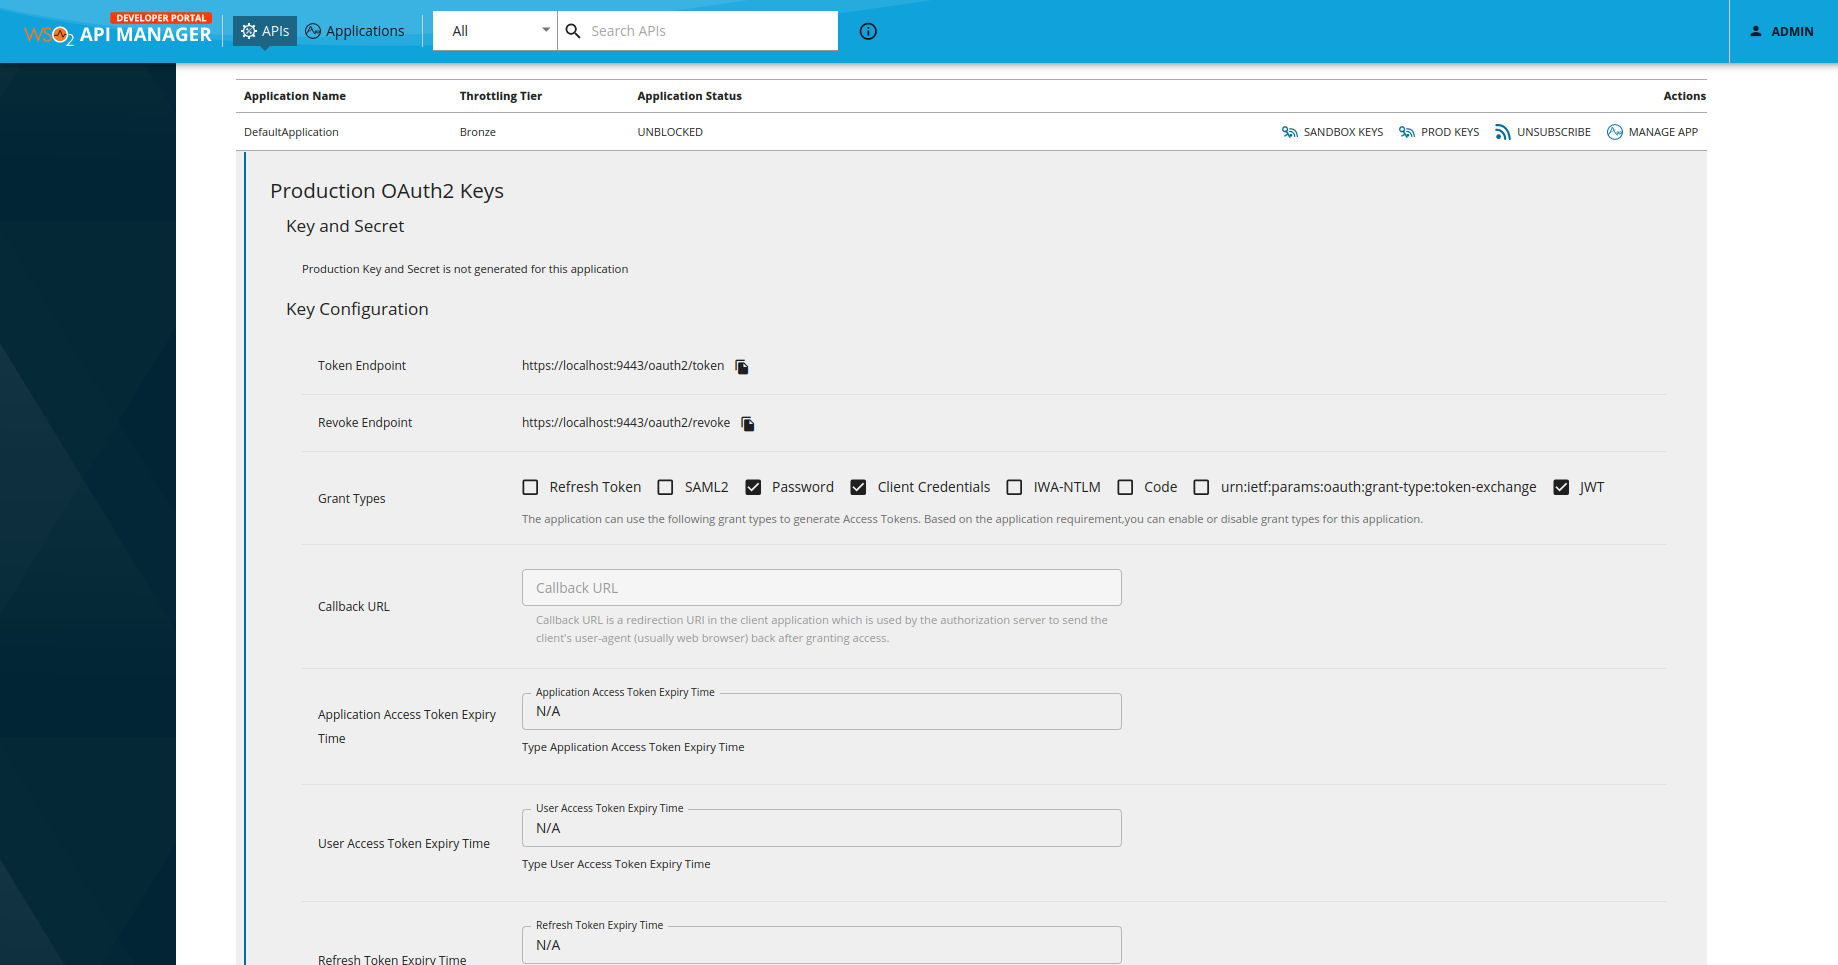 DEVELOPER PORTAL
WSO2 API MANAGER
APIs
Applications
All
Search APIs
ADMIN
Application Name Throttling Tier Application Status Actions
DefaultApplication Bronze UNBLOCKED SANDBOX KEYS PROD KEYS UNSUBSCRIBE MANAGE APP
Production OAuth2 Keys
Key and Secret
Production Key and Secret is not generated for this application
Key Configuration
Token Endpoint https://localhost:9443/oauth2/token
Revoke Endpoint https://localhost:9443/oauth2/revoke
Grant Types Refresh Token SAML2 Password Client Credentials IWA-NTLM Code urn:ietf:params:oauth:grant-type:token-exchange JWT
The application can use the following grant types to generate Access Tokens. Based on the application requirement,you can enable or disable grant types for this application.
Callback URL
Callback URL
Callback URL is a redirection URI in the client application which is used by the authorization server to send the
client's user-agent (usually web browser) back after granting access.
Application Access Token Expiry
Time
Application Access Token Expiry Time
N/A
Type Application Access Token Expiry Time
User Access Token Expiry Time
User Access Token Expiry Time
N/A
Type User Access Token Expiry Time
Refresh Token Expiry Time
Refresh Token Expiry Time
N/A